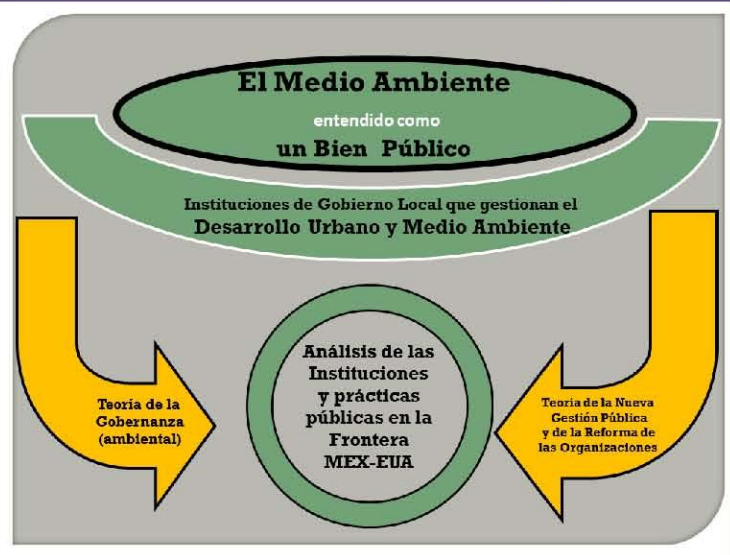 El Medio Ambiente
entendido como
un Bien Público
Instituciones de Gobierno Local que gestionan el
Desarrollo Urbano y Medio Ambiente
Teoría de la
Gobernanza
(ambiental)
Análisis de las
Instituciones
y prácticas
públicas en la
Frontera
MEX-EUA
Teoría de la Nueva
Gestión Pública
y de la Reforma de
las Organizaciones